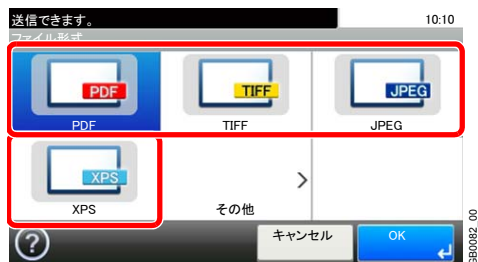 送信できます。 10:10
ファイル形式
PDF TIFF JPEG
PDF TIFF JPEG
XPS
XPS その他
? キャンセル OK
GB0082_00